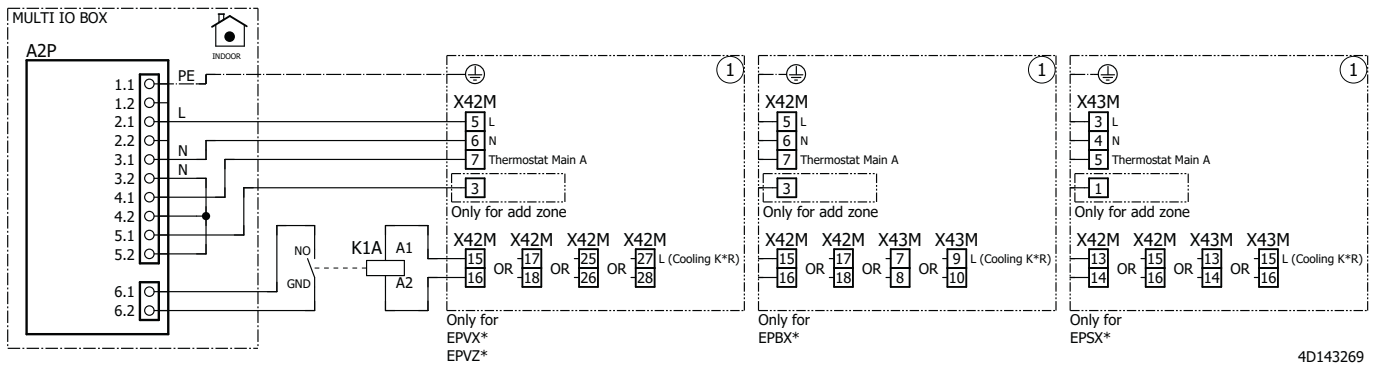 MULTI IO BOX
INDOOR
A2P
1.1
PE
1.2
2.1
L
2.2
3.1
N
3.2
N
4.1
4.2
5.1
5.2
6.1
6.2
NO
GND
K1A
A1
A2
1
X42M
5 L
6 N
7 Thermostat Main A
3
Only for add zone
X42M X42M X42M X42M
15 OR 17 OR 25 OR 27 L (Cooling K*R)
16 18 26 28
Only for
EPVX*
EPVZ*
1
X42M
5 L
6 N
7 Thermostat Main A
3
Only for add zone
X42M X42M X43M X43M
15 OR 17 OR 7 OR 9 L (Cooling K*R)
16 18 8 10
Only for
EPBX*
1
X43M
3 L
4 N
5 Thermostat Main A
1
Only for add zone
X42M X42M X43M X43M
13 OR 15 OR 13 OR 15 L (Cooling K*R)
14 16 14 16
Only for
EPSX*
4D143269